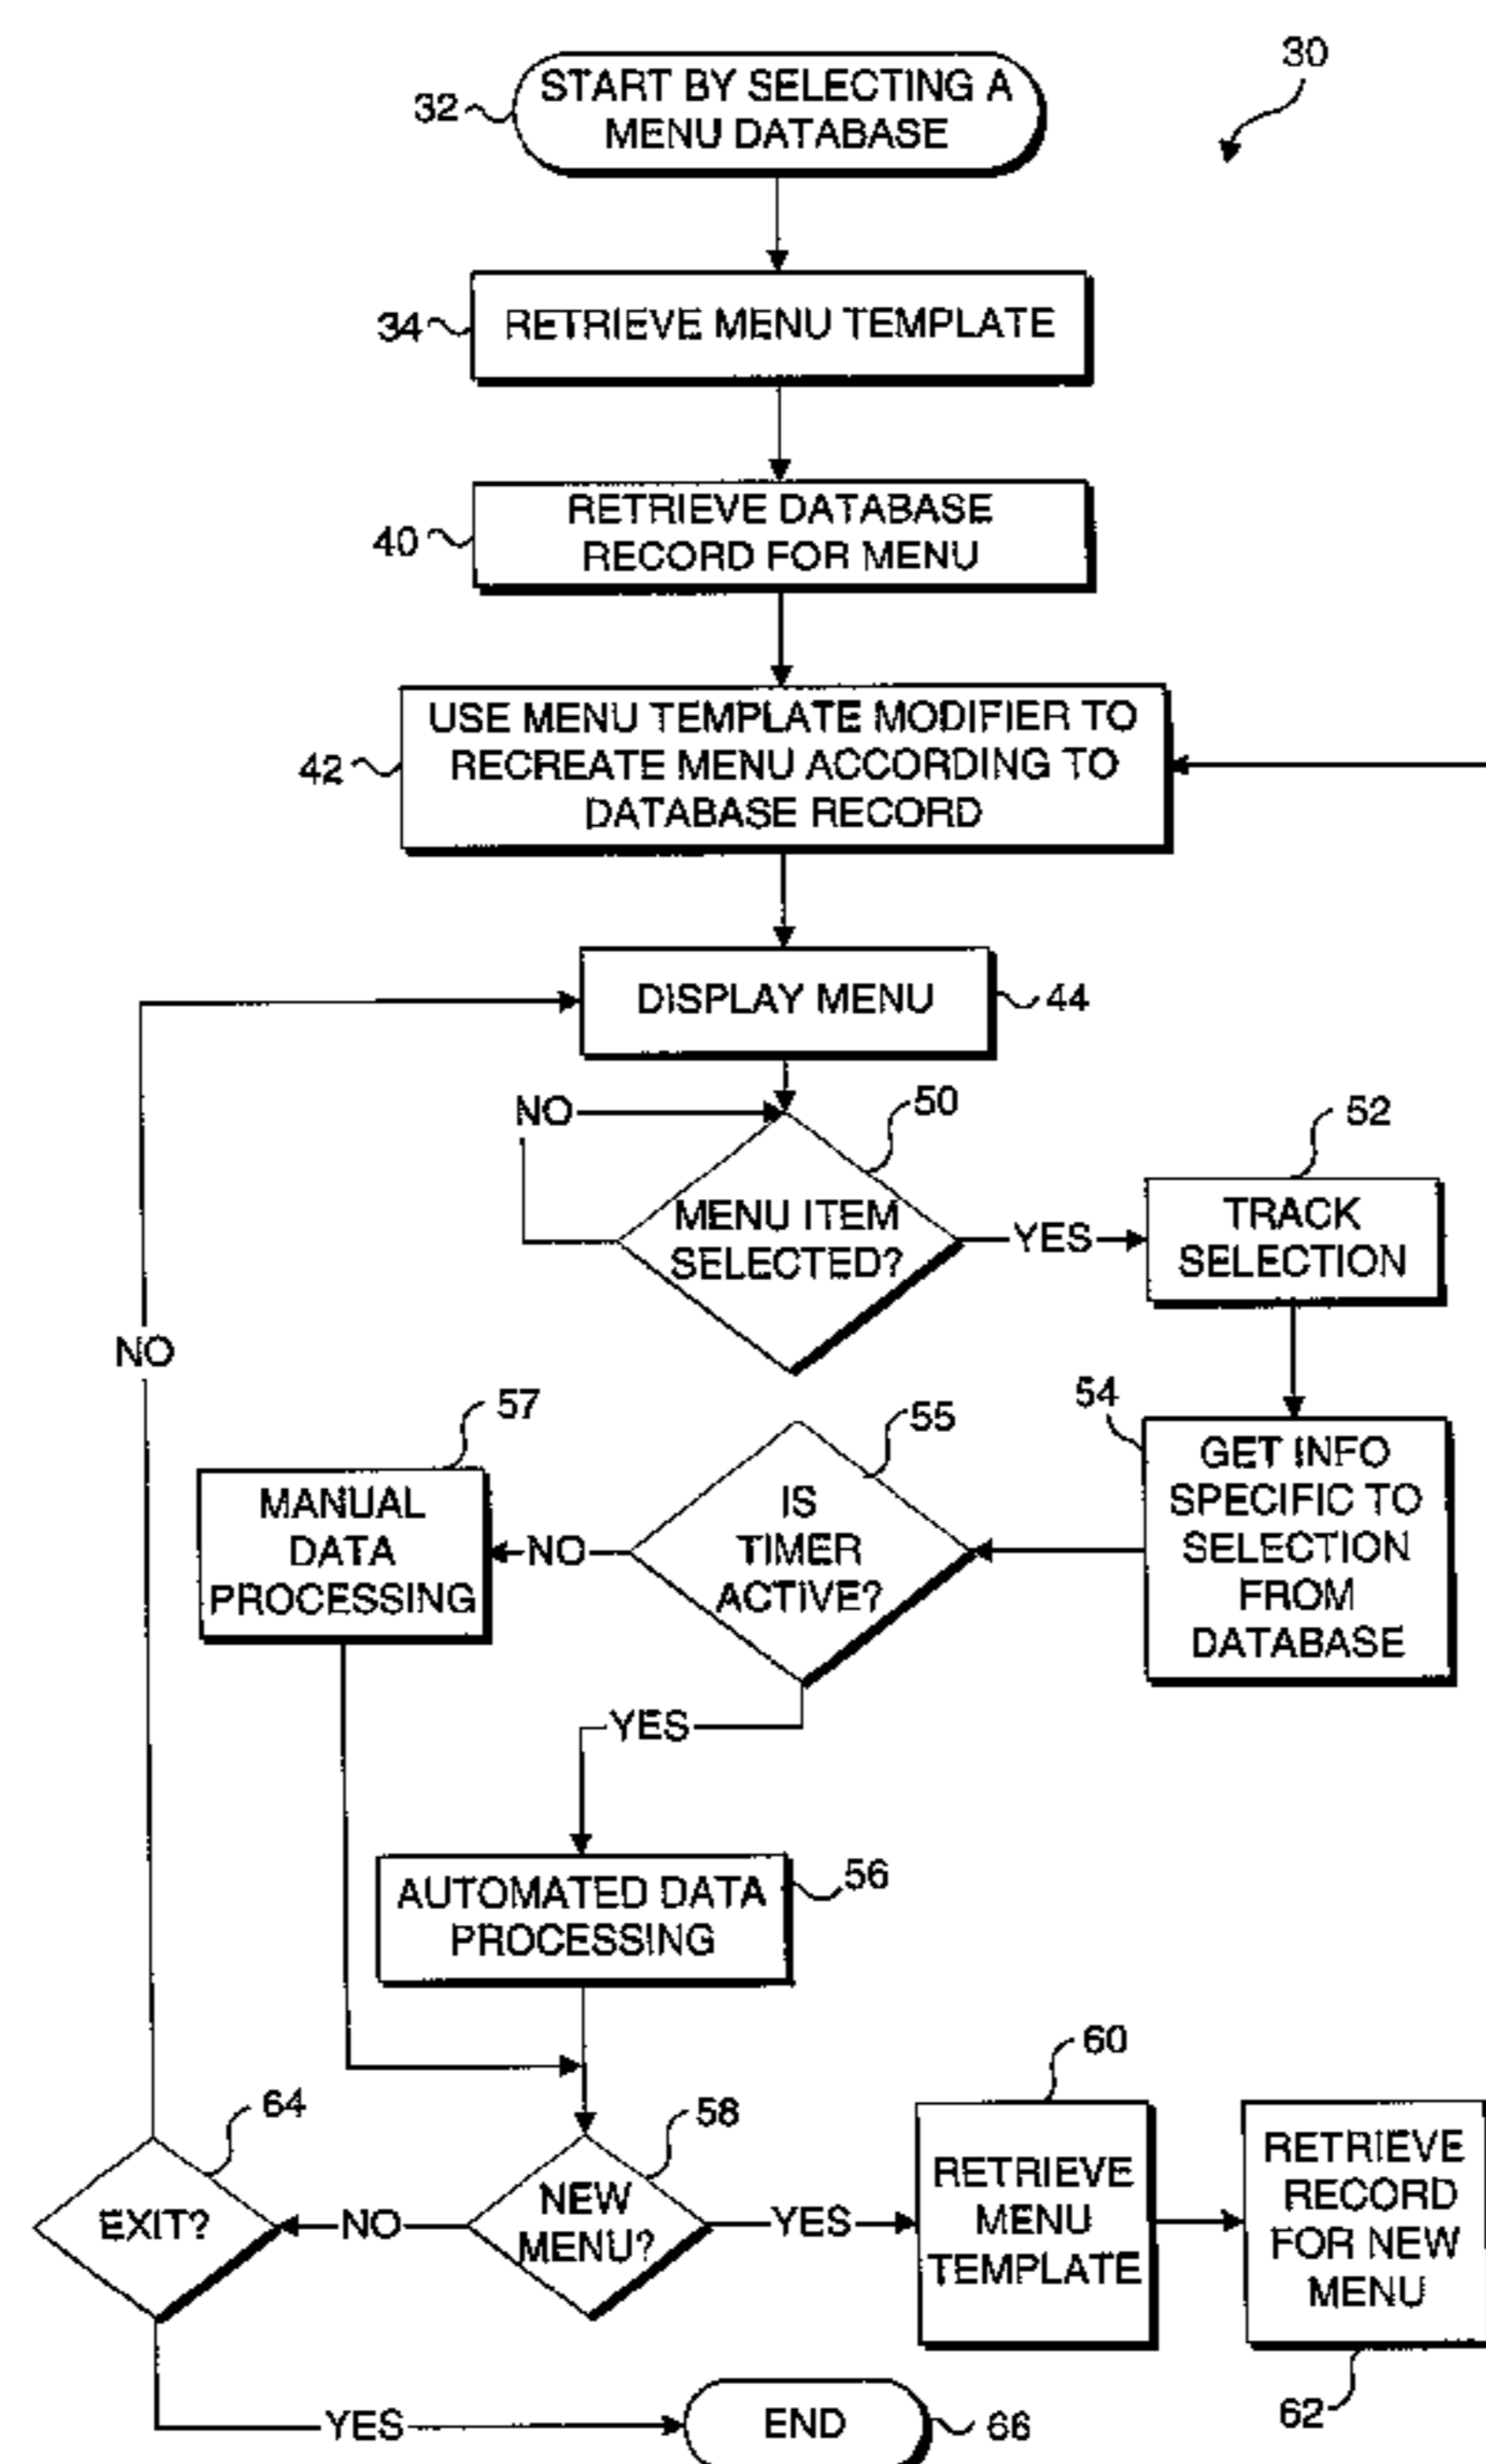 30
32
START BY SELECTING A
MENU DATABASE
34
RETRIEVE MENU TEMPLATE
40
RETRIEVE DATABASE
RECORD FOR MENU
42
USE MENU TEMPLATE MODIFIER TO
RECREATE MENU ACCORDING TO
DATABASE RECORD
DISPLAY MENU
44
NO
50
MENU ITEM
SELECTED?
YES
52
TRACK
SELECTION
NO
54
GET INFO
SPECIFIC TO
SELECTION
FROM
DATABASE
55
IS
TIMER
ACTIVE?
NO
57
MANUAL
DATA
PROCESSING
YES
AUTOMATED DATA
PROCESSING
56
58
NEW
MENU?
YES
60
RETRIEVE
MENU
TEMPLATE
RETRIEVE
RECORD
FOR NEW
MENU
62
NO
64
EXIT?
YES
END
66